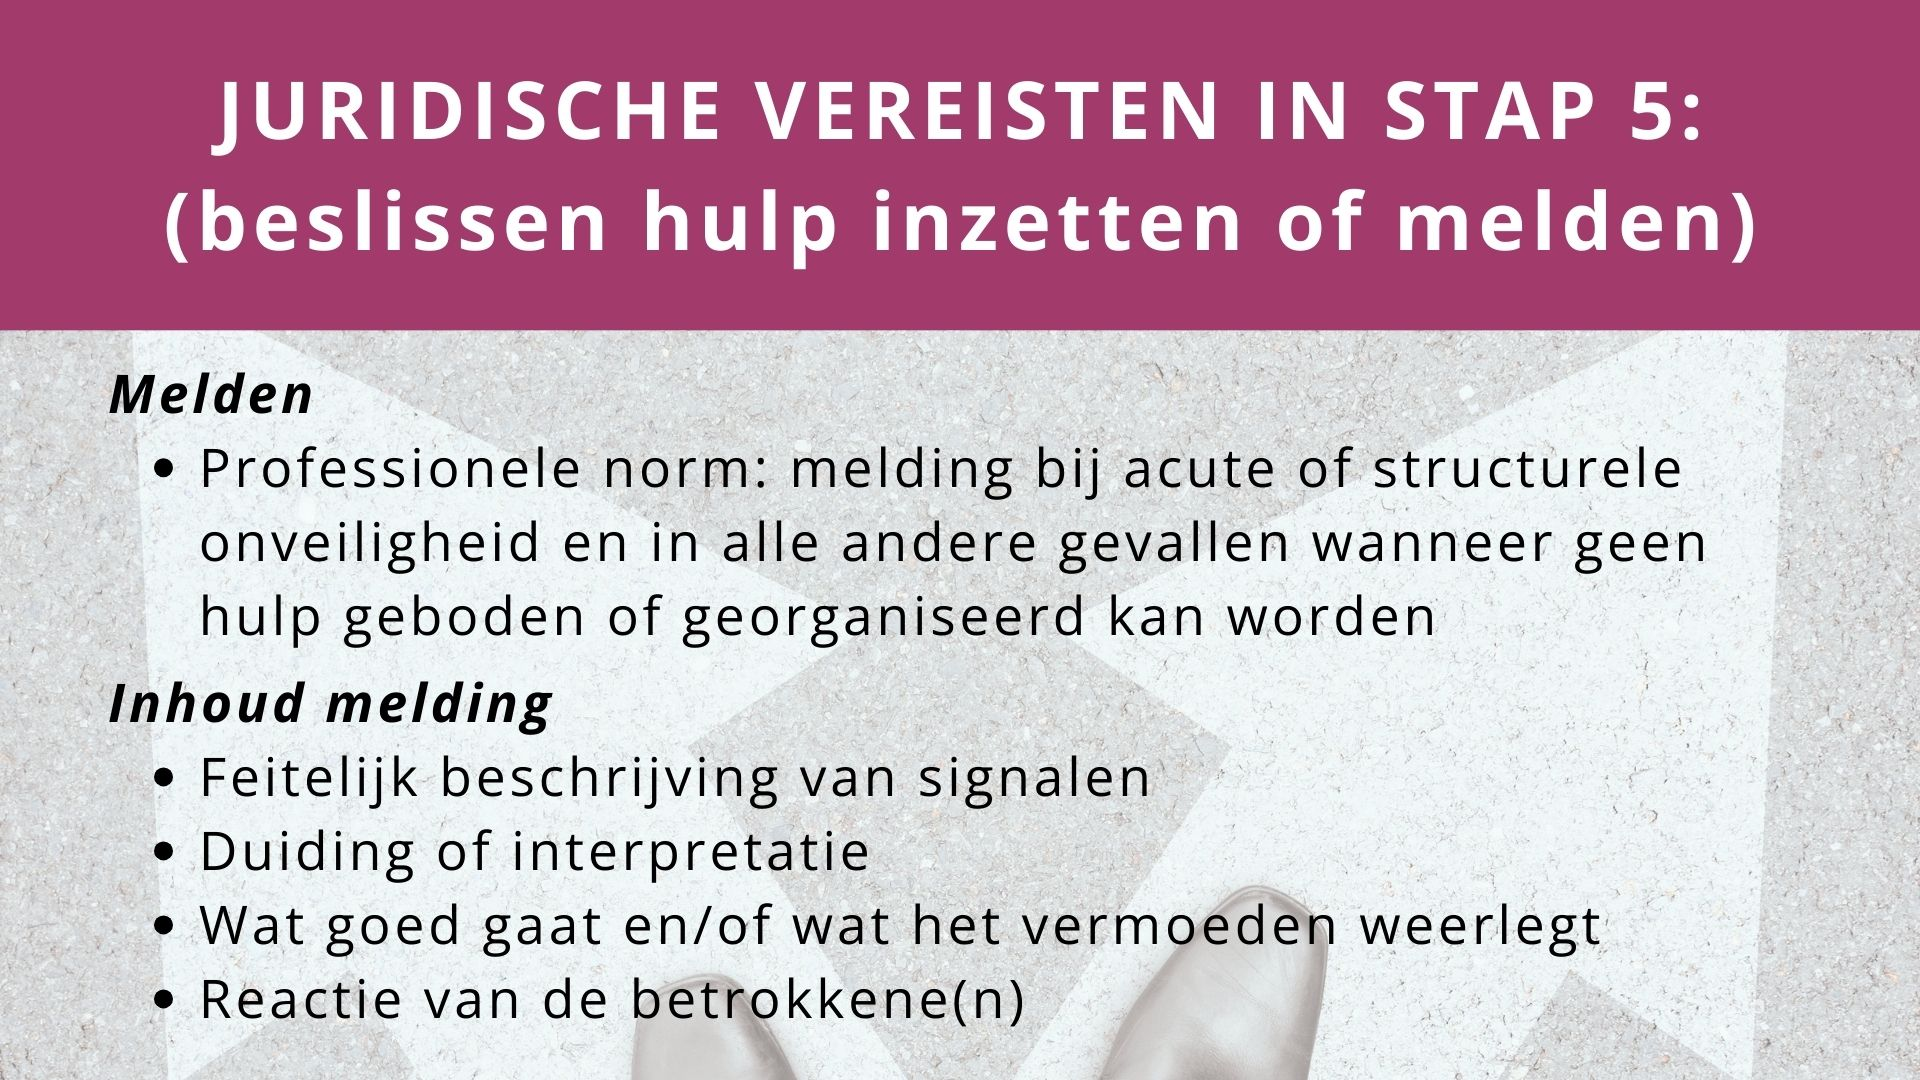 JURIDISCHE VEREISTEN IN STAP 5:
(beslissen hulp inzetten of melden)
Melden
• Professionele norm: melding bij acute of structurele
onveiligheid en in alle andere gevallen wanneer geen
hulp geboden of georganiseerd kan worden
Inhoud melding
• Feitelijk beschrijving van signalen
• Duiding of interpretatie
• Wat goed gaat en/of wat het vermoeden weerlegt
• Reactie van de betrokkene(n)